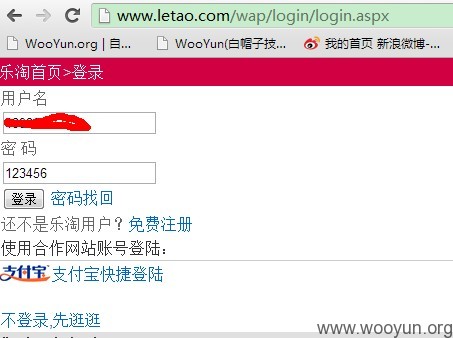 www.letao.com/wap/login/login.aspx
WooYun.org | 自...
WooYun(白帽子技...
我的首页 新浪微博-...
乐淘首页>登录
用户名
密 码
123456
登录 密码找回
还不是乐淘用户？免费注册
使用合作网站账号登陆：
支付宝 支付宝快捷登陆
不登录,先逛逛
www.wooyun.org